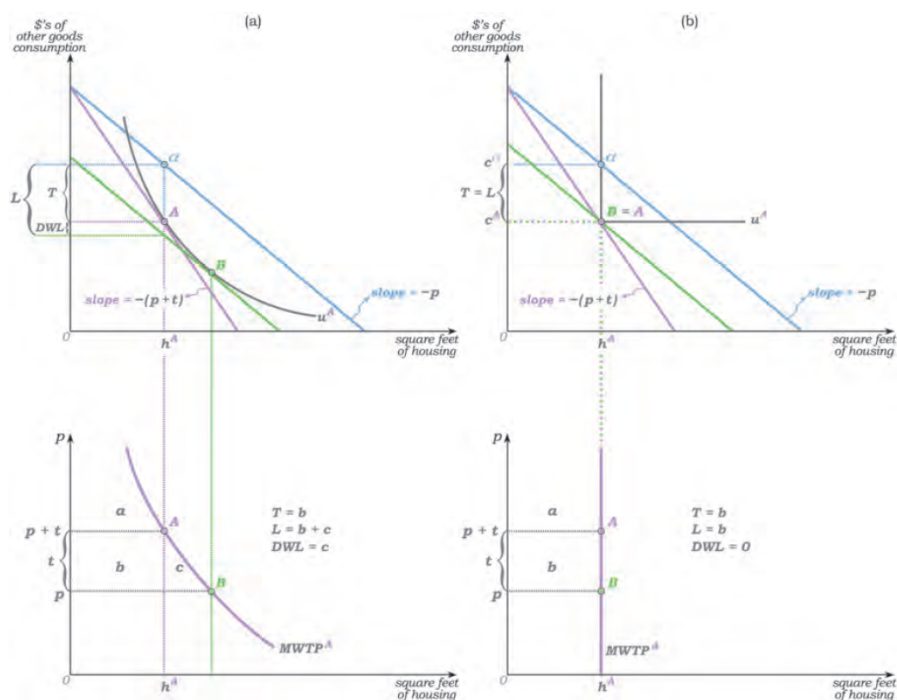 (a)
$'s of
other goods
consumption
L
T
DWL
A
B
slope = −(p+t)
slope = −p
u^A
0
h^A
square feet
of housing
(b)
$'s of
other goods
consumption
T = L
c^A
B = A
u^A
slope = −(p+t)
slope = −p
0
h^A
square feet
of housing
p
p + t
t
p
a
b
c
A
B
T = b
L = b + c
DWL = c
MWTP^A
0
h^A
square feet
of housing
p
p + t
t
p
a
b
A
B
T = b
L = b
DWL = 0
MWTP^A
0
h^A
square feet
of housing